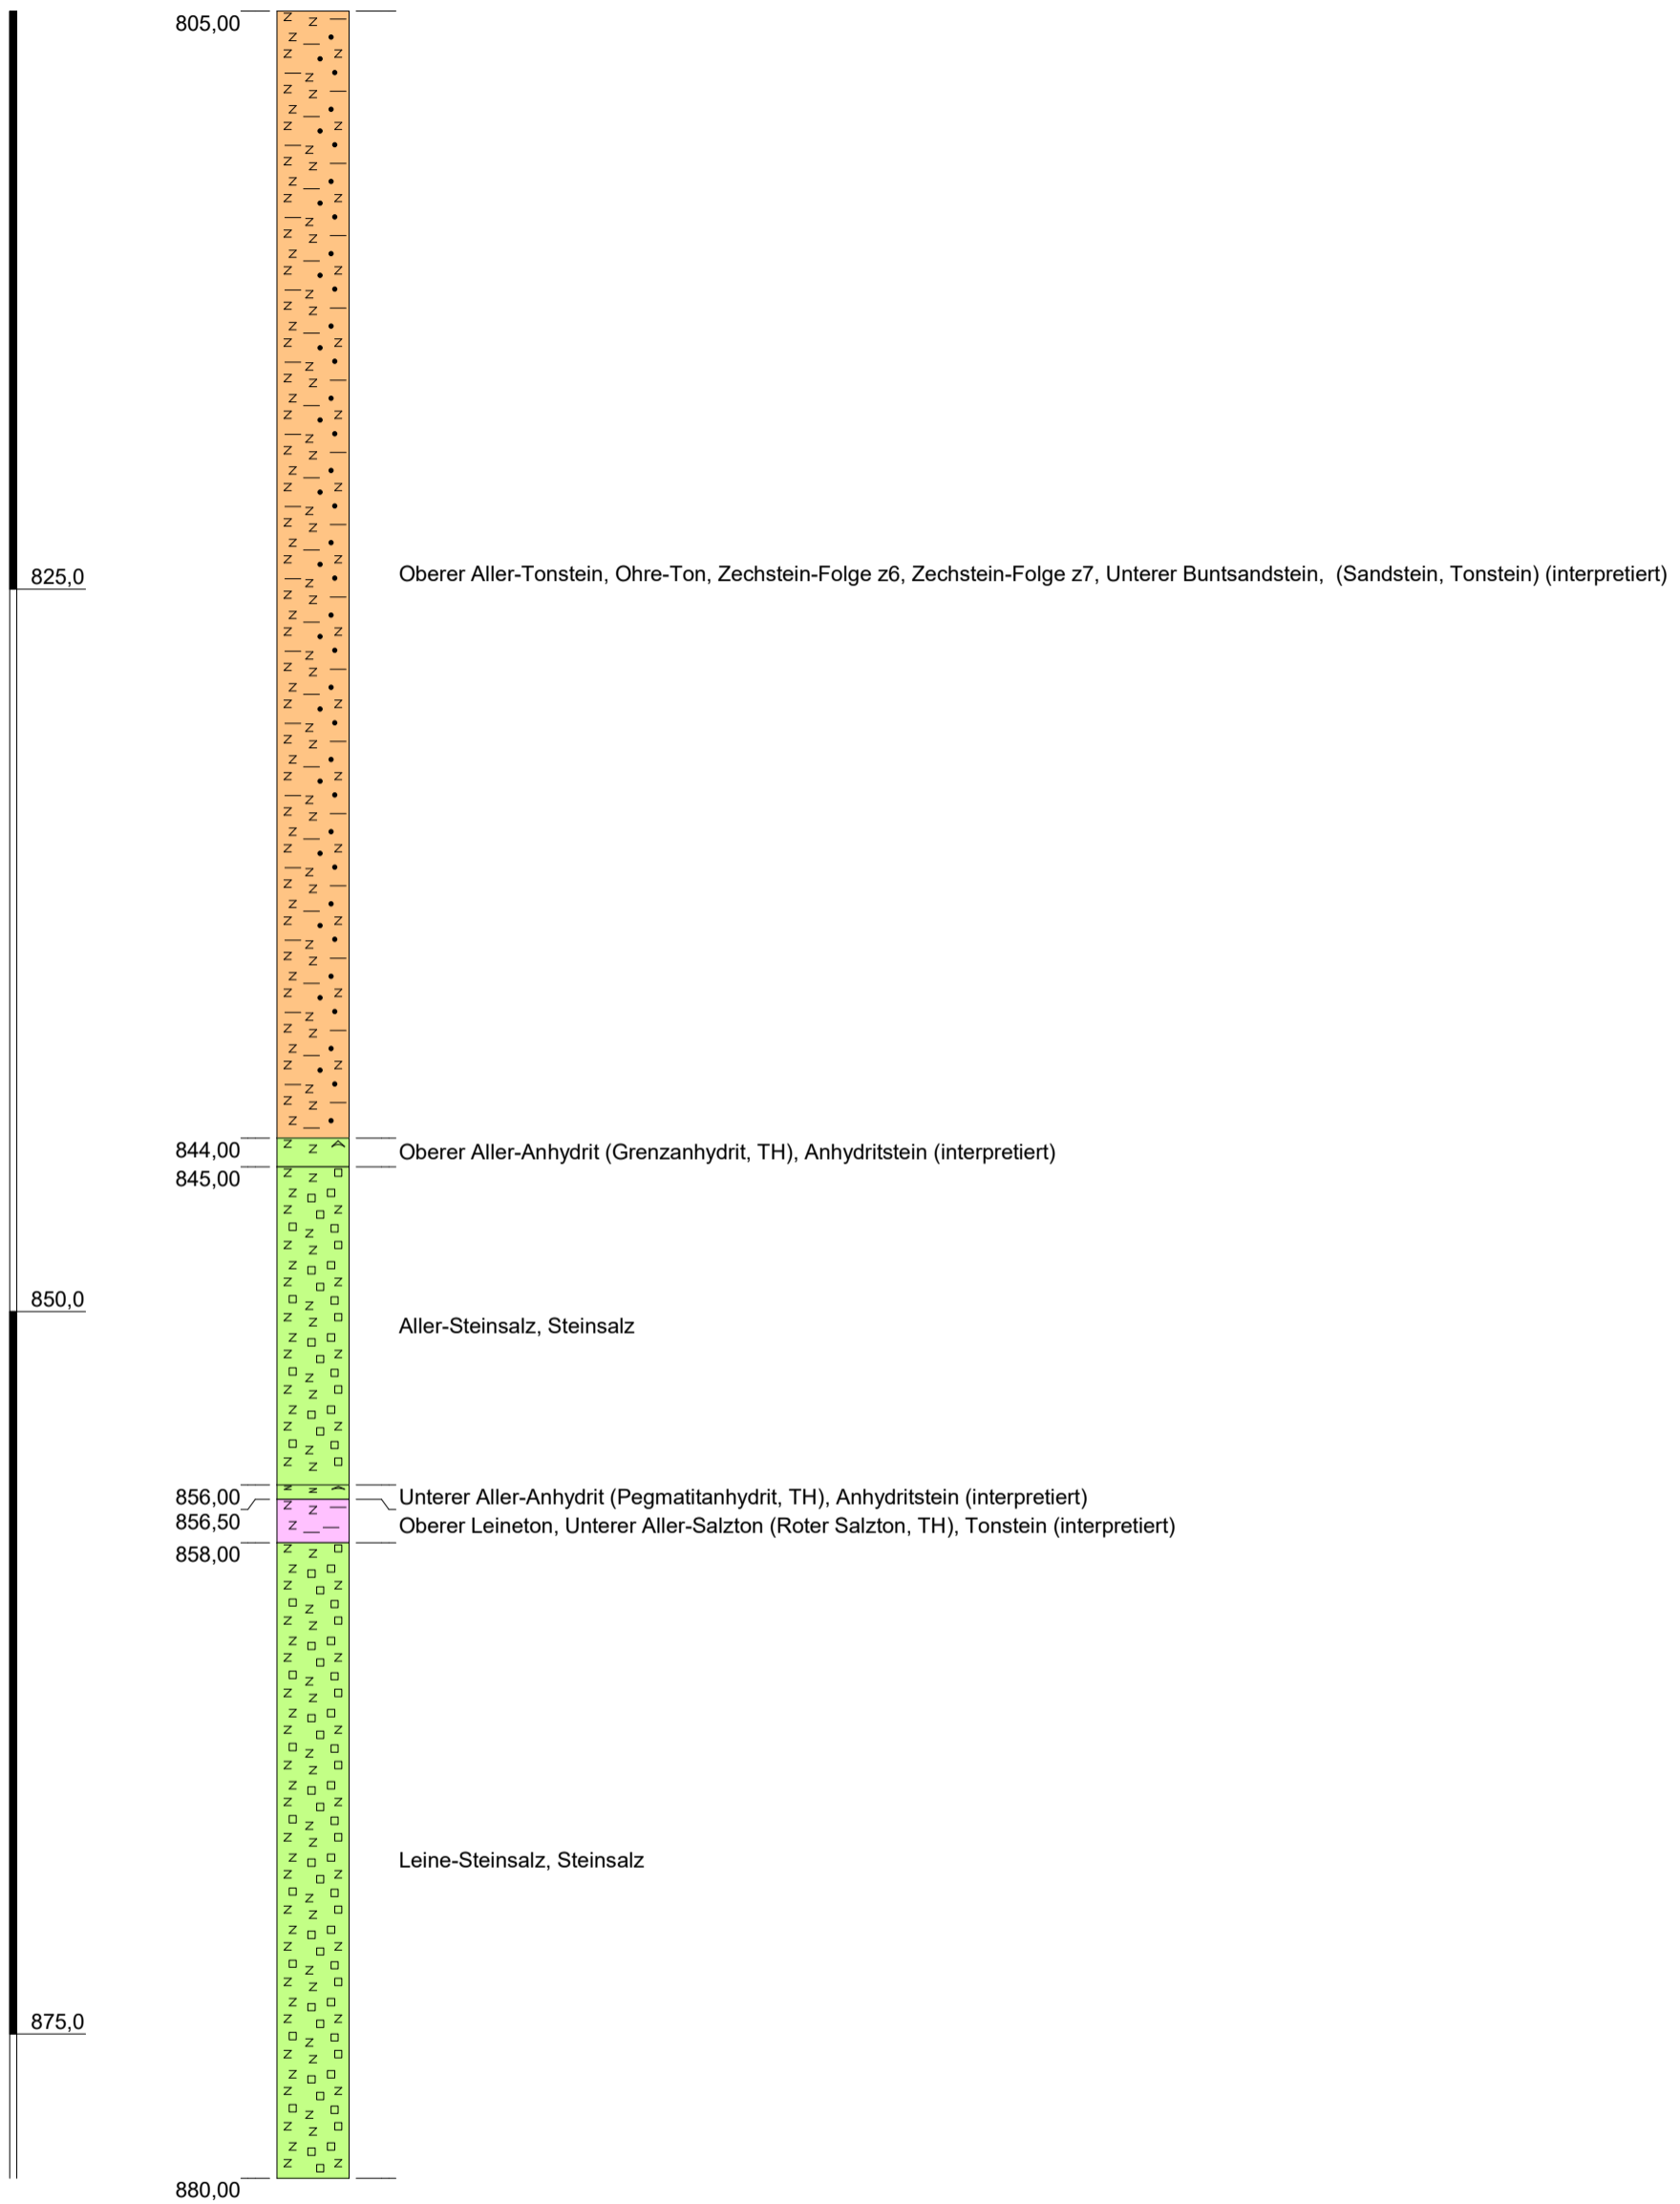 805,00
825,0
Oberer Aller-Tonstein, Ohre-Ton, Zechstein-Folge z6, Zechstein-Folge z7, Unterer Buntsandstein,  (Sandstein, Tonstein) (interpretiert)
844,00
Oberer Aller-Anhydrit (Grenzanhydrit, TH), Anhydritstein (interpretiert)
845,00
850,0
Aller-Steinsalz, Steinsalz
856,00
Unterer Aller-Anhydrit (Pegmatitanhydrit, TH), Anhydritstein (interpretiert)
856,50
Oberer Leineton, Unterer Aller-Salzton (Roter Salzton, TH), Tonstein (interpretiert)
858,00
Leine-Steinsalz, Steinsalz
875,0
880,00